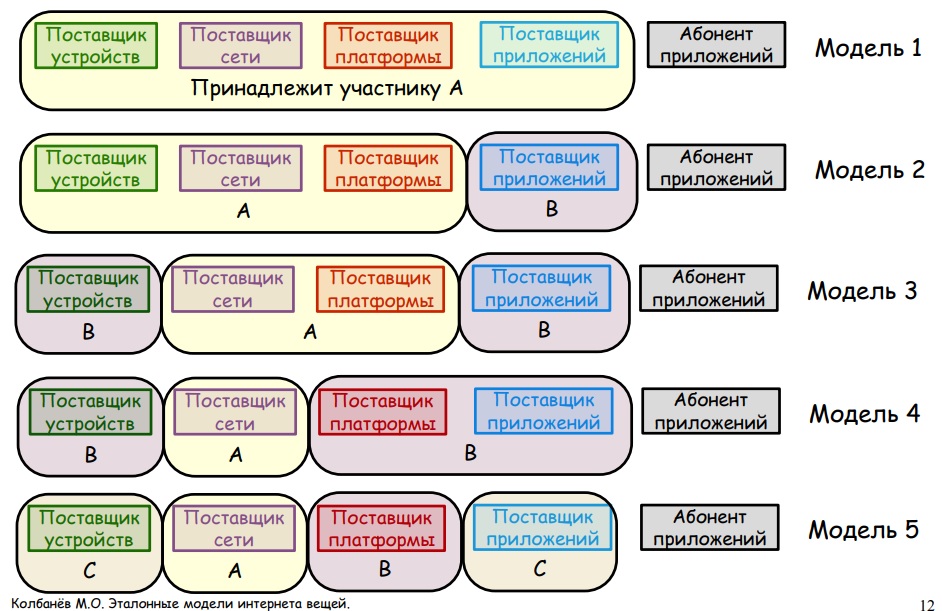 Поставщик устройств
Поставщик сети
Поставщик платформы
Поставщик приложений
Абонент приложений
Модель 1
Принадлежит участнику А
Поставщик устройств
Поставщик сети
Поставщик платформы
Поставщик приложений
Абонент приложений
Модель 2
А
В
Поставщик устройств
Поставщик сети
Поставщик платформы
Поставщик приложений
Абонент приложений
Модель 3
В
А
В
Поставщик устройств
Поставщик сети
Поставщик платформы
Поставщик приложений
Абонент приложений
Модель 4
В
А
В
Поставщик устройств
Поставщик сети
Поставщик платформы
Поставщик приложений
Абонент приложений
Модель 5
С
А
В
С
Колбанёв М.О. Эталонные модели интернета вещей.
12